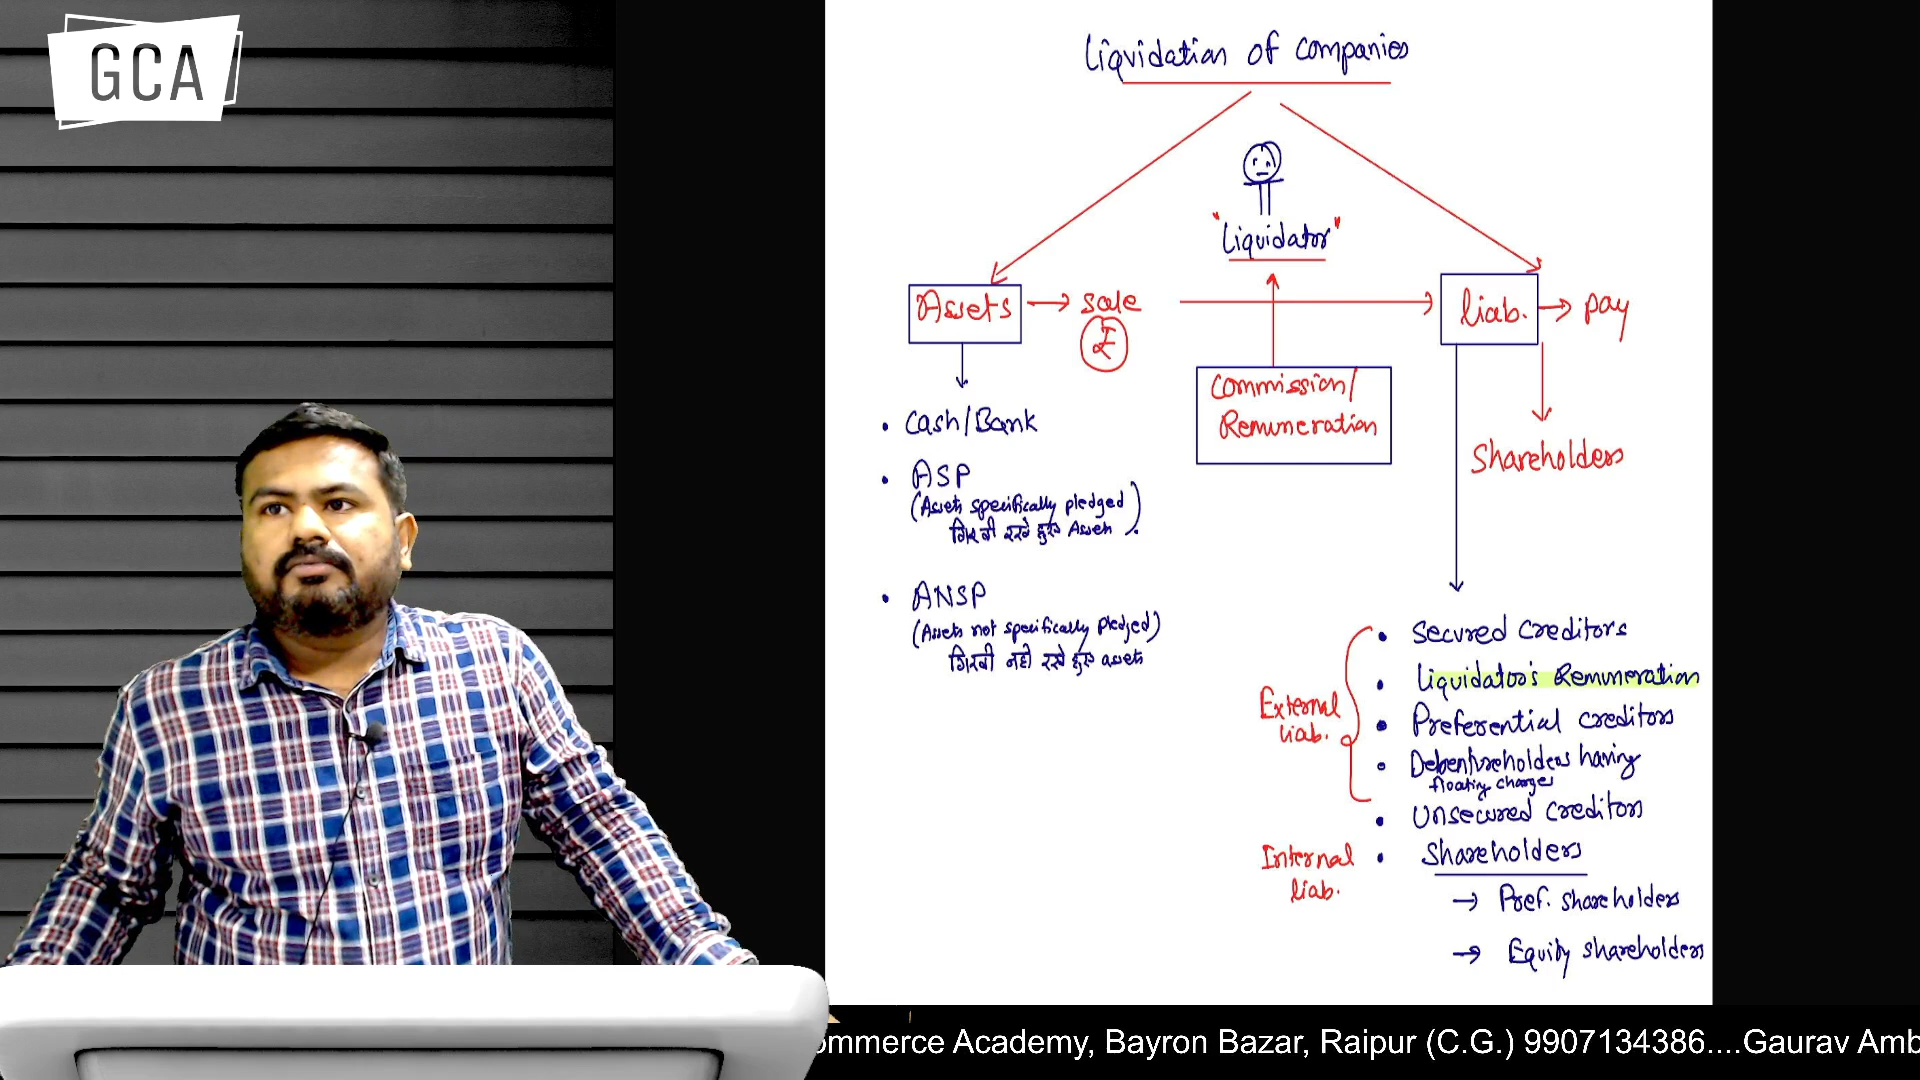 GCA
Liquidation of companies
"Liquidator"
Assets → sale
₹
liab. → pay
Commission/
Remuneration
Shareholders
• Cash/Bank
• ASP
(Assets specifically pledged
गिरवी रखे हुए Assets).
• ANSP
(Assets not specifically pledged)
गिरवी नही रखे हुए assets
External
liab.
• Secured Creditors
• Liquidator's Remuneration
• Preferential creditors
• Debentureholders having
floating charge
• Unsecured Creditors
Internal
liab.
• Shareholders
→ Pref. shareholders
→ Equity shareholders
ommerce Academy, Bayron Bazar, Raipur (C.G.) 9907134386....Gaurav Amb